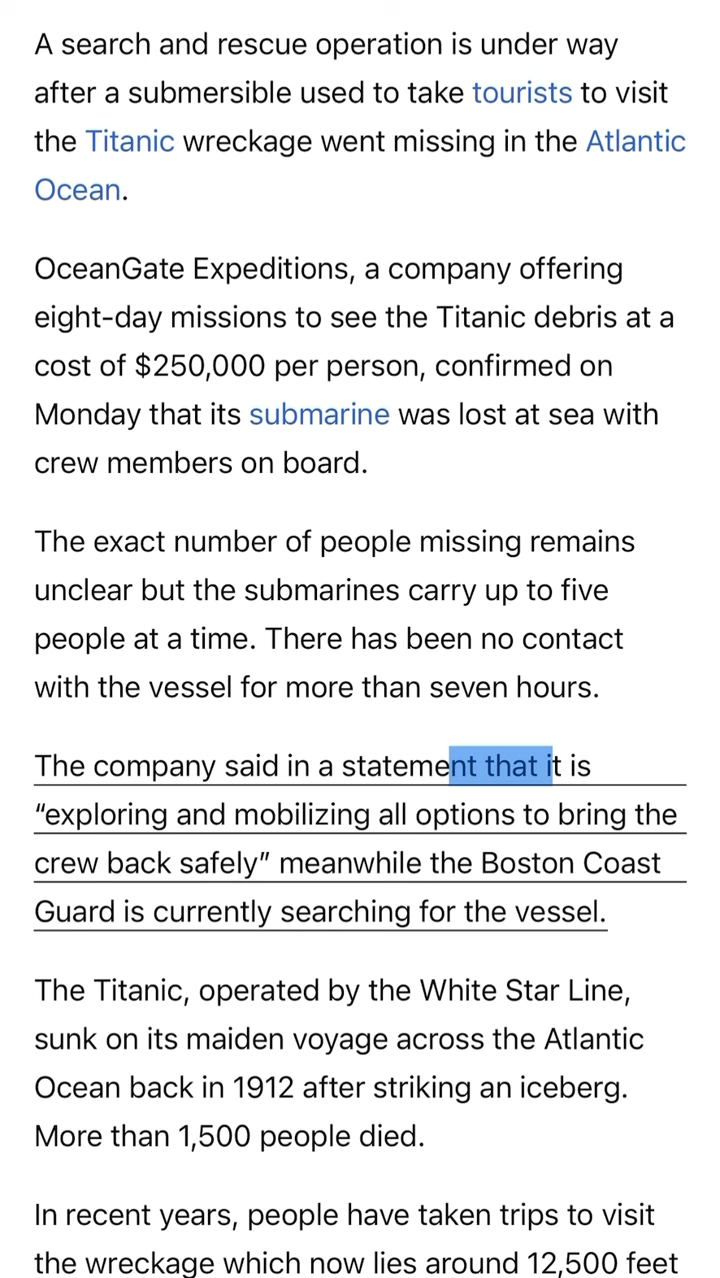 A search and rescue operation is under way
after a submersible used to take tourists to visit
the Titanic wreckage went missing in the Atlantic
Ocean.
OceanGate Expeditions, a company offering
eight-day missions to see the Titanic debris at a
cost of $250,000 per person, confirmed on
Monday that its submarine was lost at sea with
crew members on board.
The exact number of people missing remains
unclear but the submarines carry up to five
people at a time. There has been no contact
with the vessel for more than seven hours.
The company said in a statement that it is
“exploring and mobilizing all options to bring the
crew back safely” meanwhile the Boston Coast
Guard is currently searching for the vessel.
The Titanic, operated by the White Star Line,
sunk on its maiden voyage across the Atlantic
Ocean back in 1912 after striking an iceberg.
More than 1,500 people died.
In recent years, people have taken trips to visit
the wreckage which now lies around 12,500 feet